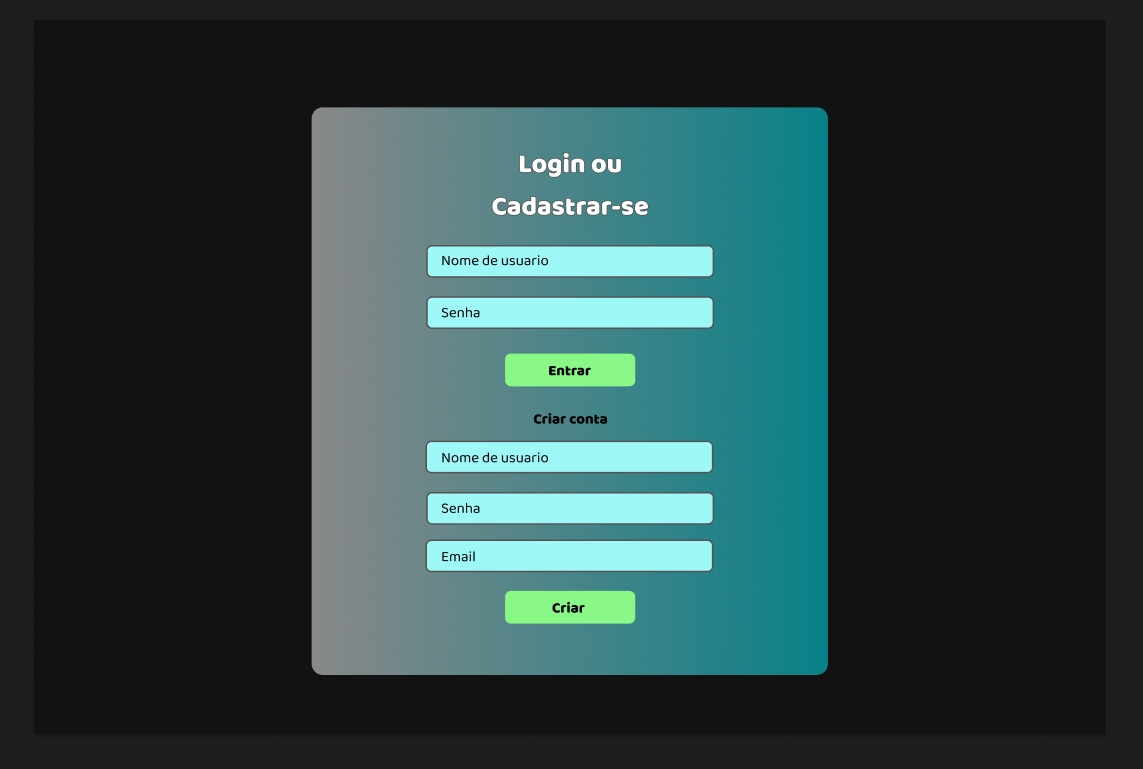 Login ou
Cadastrar-se
Nome de usuario
Senha
Entrar
Criar conta
Nome de usuario
Senha
Email
Criar